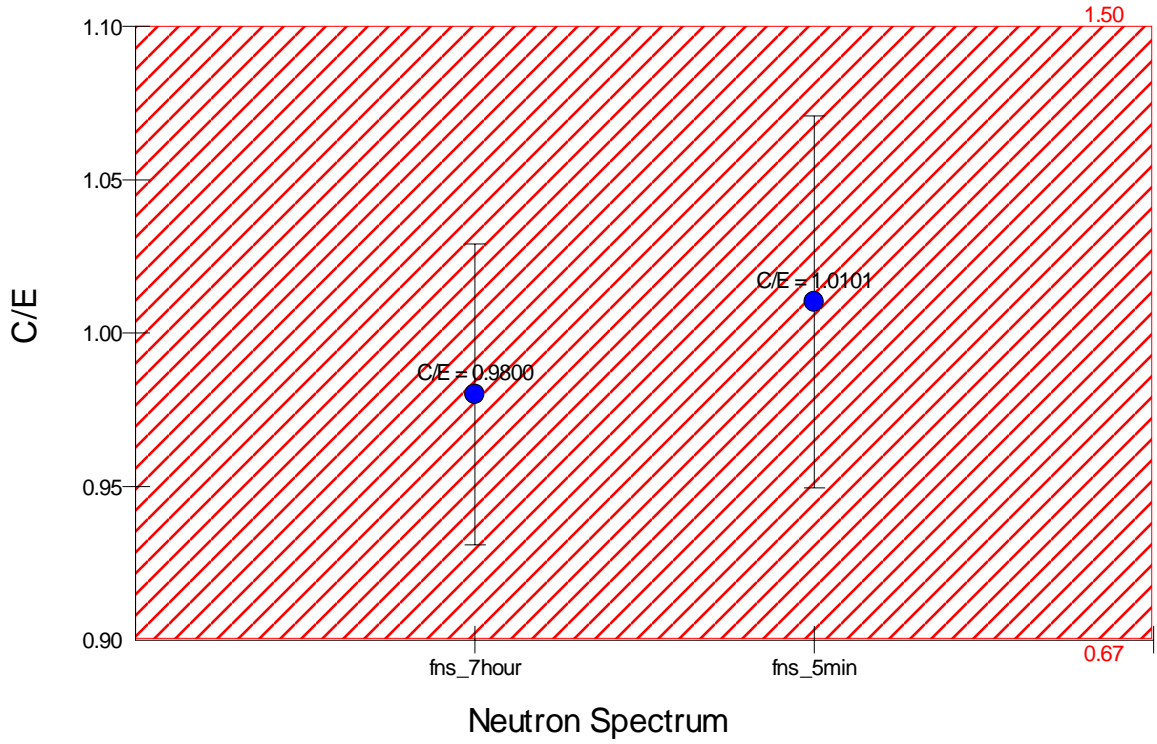 1.50
1.10
1.05
C/E = 1.0101
C/E
1.00
C/E = 0.9800
0.95
0.90
0.67
fns_7hour
fns_5min
Neutron Spectrum